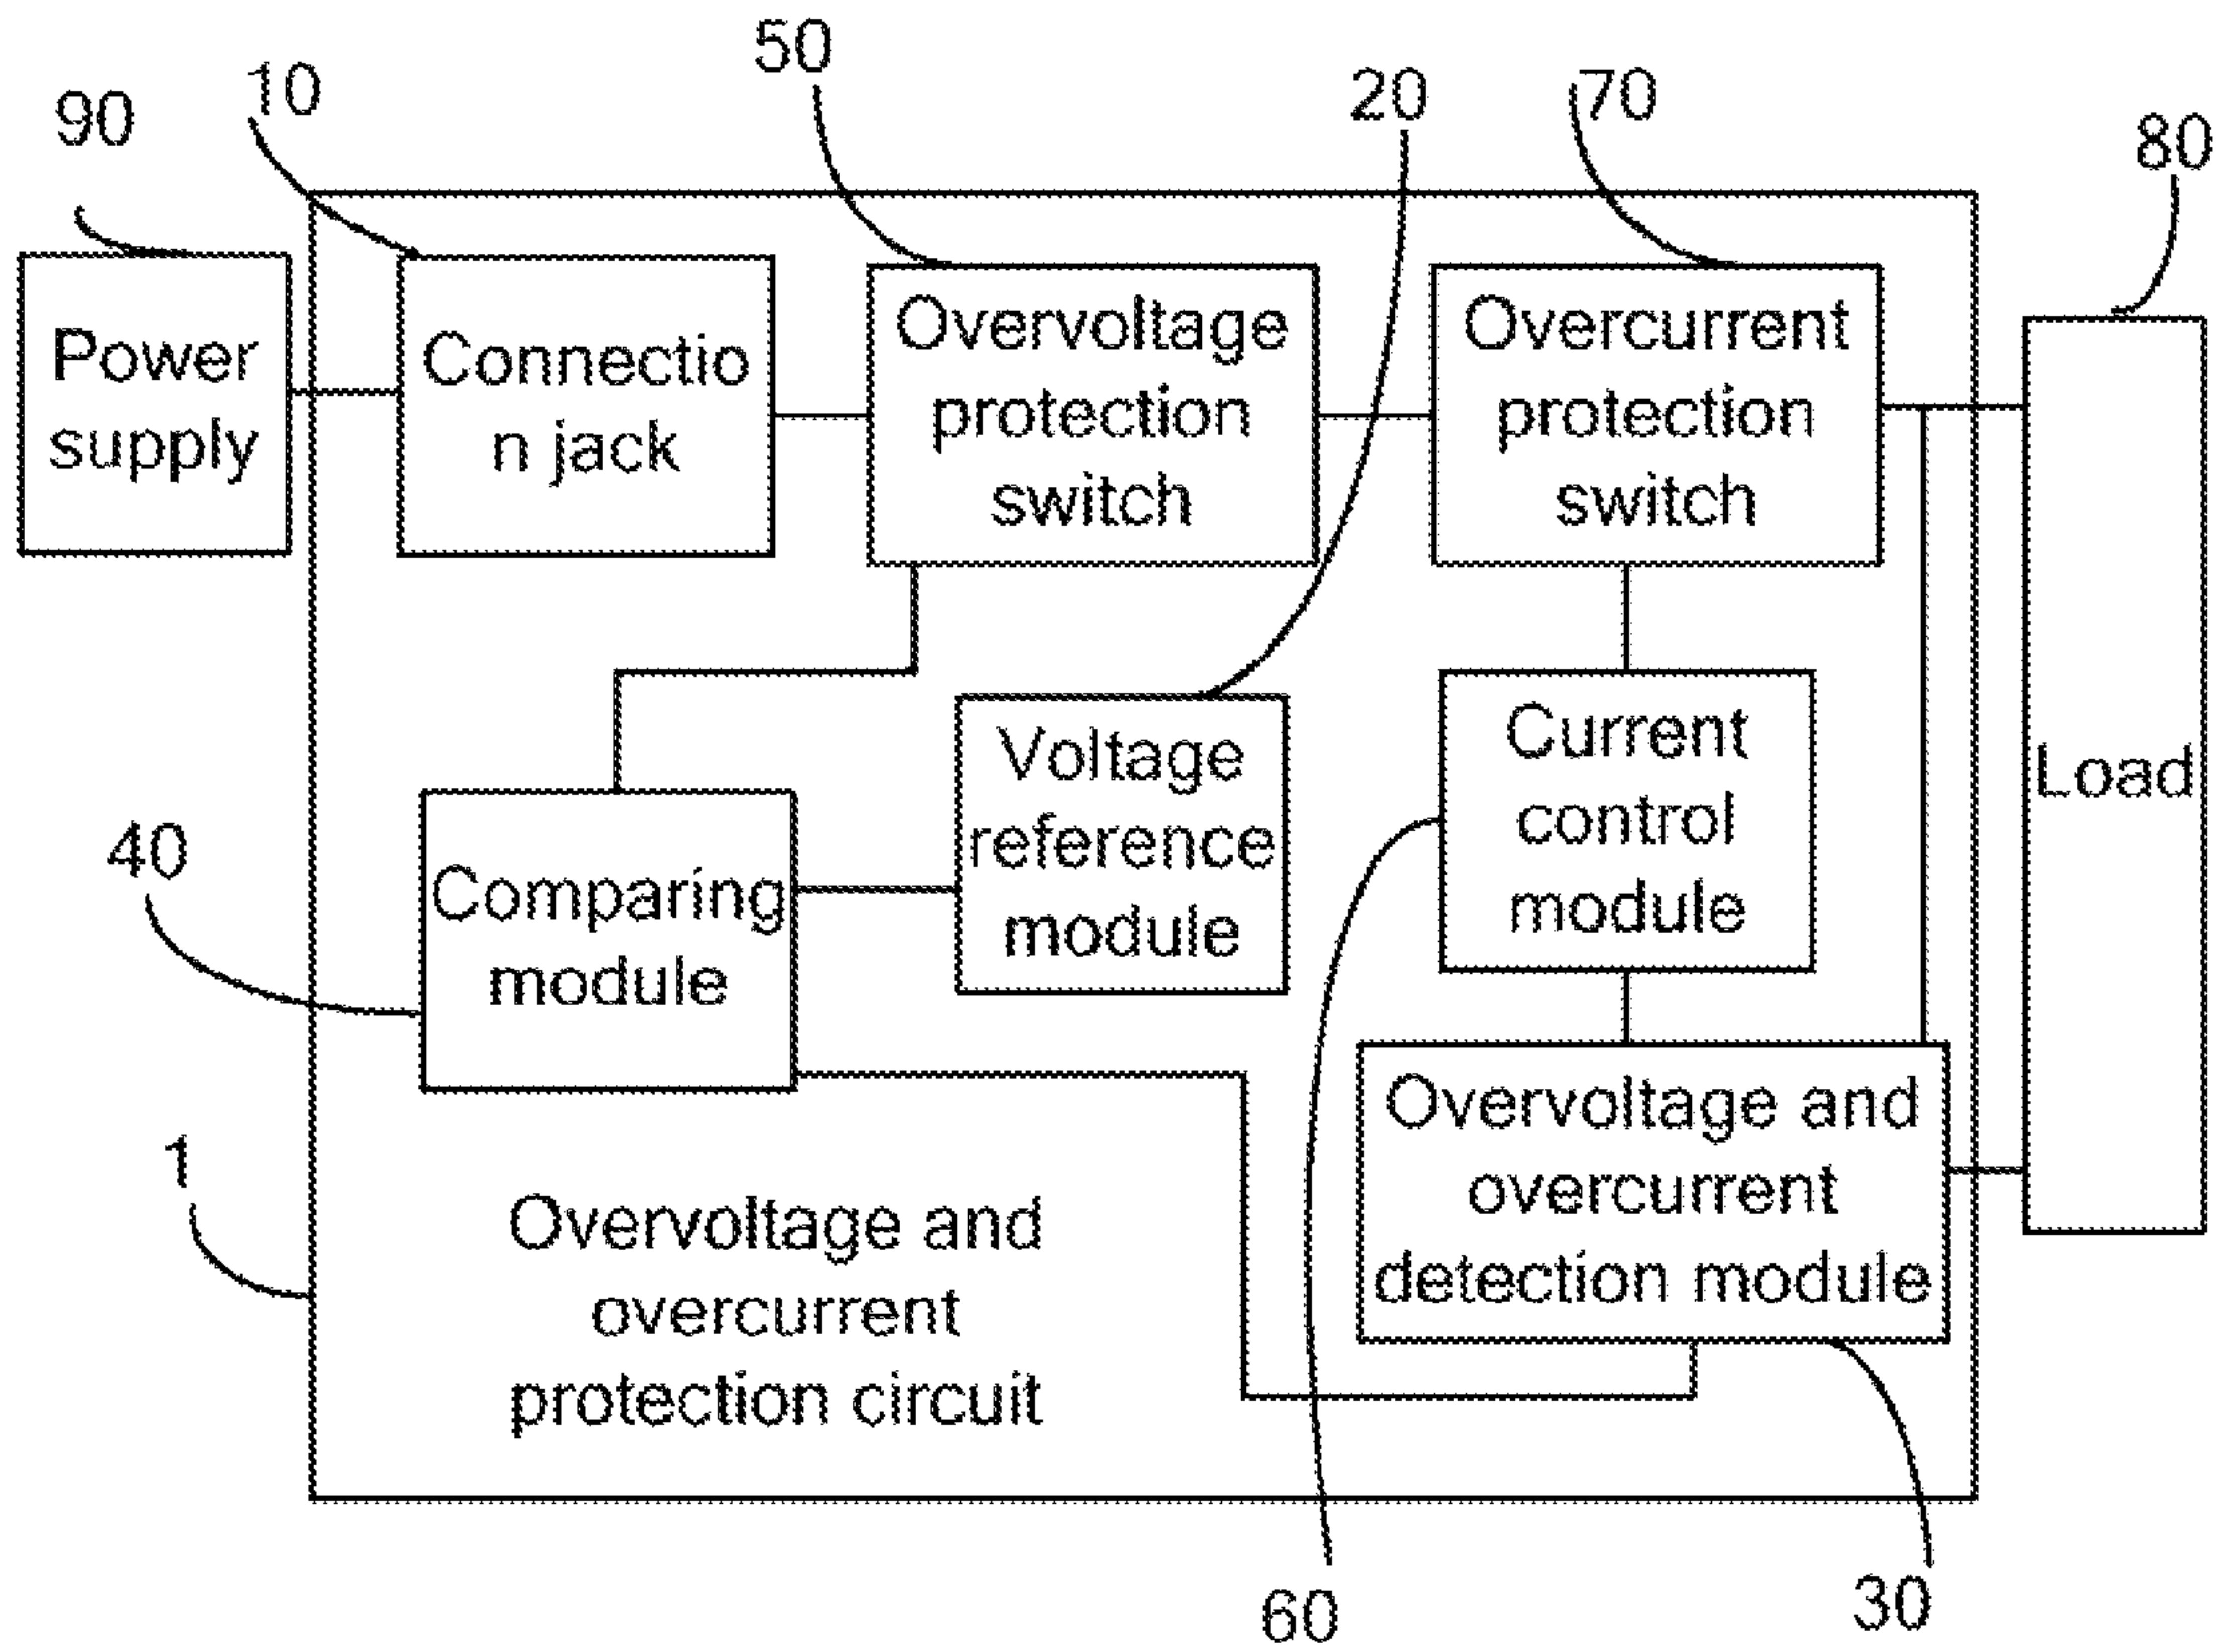 50
10
20
70
90
80
Power
supply
Connectio
n jack
Overvoltage
protection
switch
Overcurrent
protection
switch
Voltage
reference
module
Current
control
module
Load
40
Comparing
module
1
Overvoltage and
overcurrent
detection module
Overvoltage and
overcurrent
protection circuit
60
30